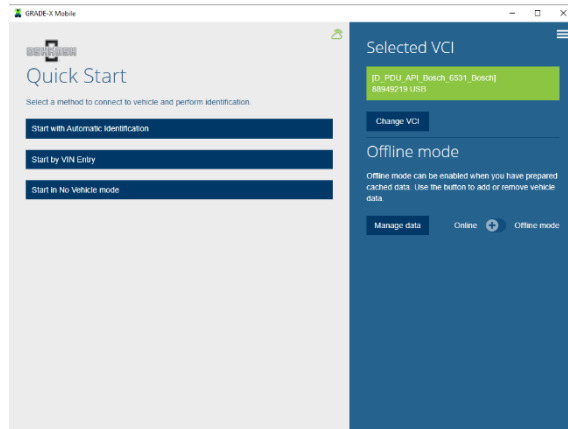 GRADE-X Mobile
Quick Start
Select a method to connect to vehicle and perform identification.
Start with Automatic Identification
Start by VIN Entry
Start in No Vehicle mode
Selected VCI
[D_PDU_API_Bosch_6531_Bosch]
88949219 USB
Change VCI
Offline mode
Offline mode can be enabled when you have prepared
cached data. Use the button to add or remove vehicle
data.
Manage data
Online
Offline mode